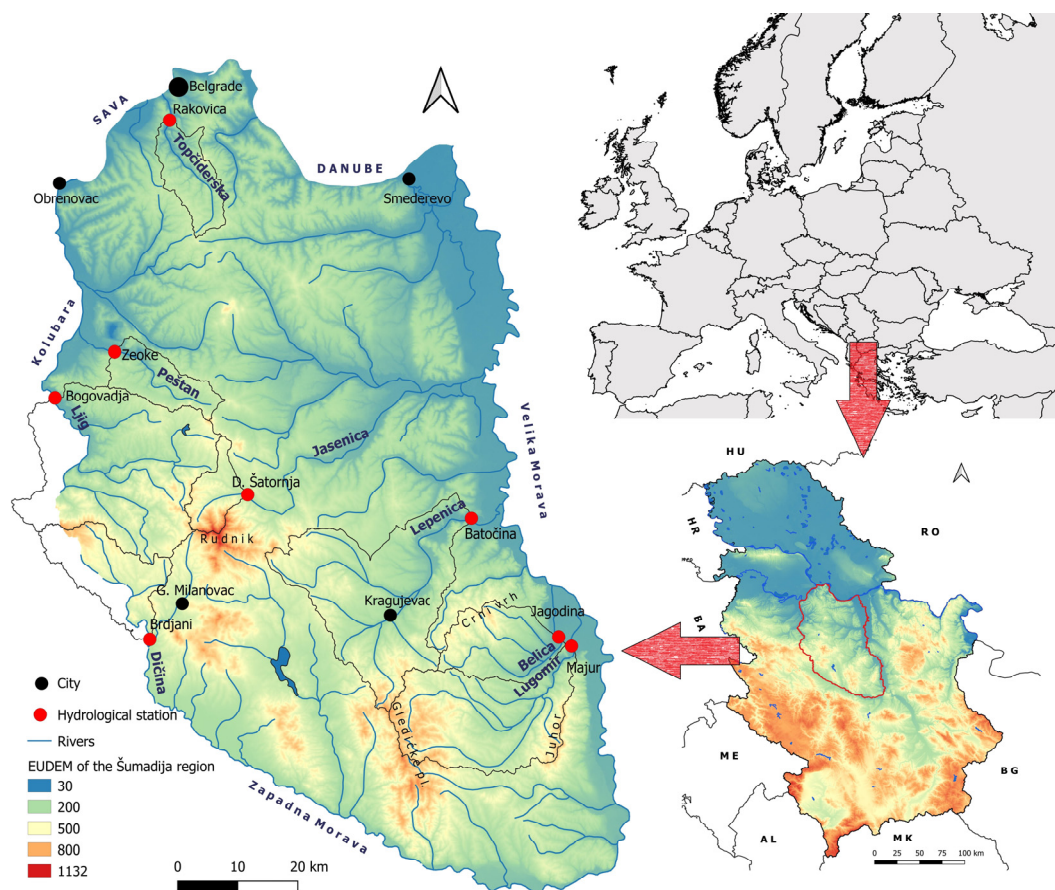 Belgrade
Rakovica
SAVA
Topčiderska
DANUBE
Obrenovac
Smederevo
Kolubara
Zeoke
Peštan
Bogovadja
Ljig
Velika Morava
Jasenica
D. Šatornja
Lepenica
Batočina
Rudnik
G. Milanovac
Kragujevac
Crni vrh
Jagodina
Brdjani
Belica
Lugomir
Majur
Dičina
Gledićke pl
Juhor
Zapadna Morava
City
Hydrological station
Rivers
EUDEM of the Šumadija region
30
200
500
800
1132
0 10 20 km
HU
HR
RO
BA
ME
BG
AL
MK
0 25 50 75 100 km